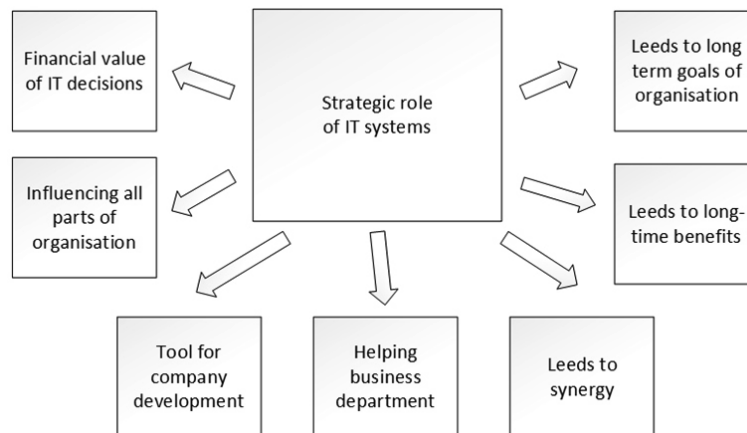 Financial value
of IT decisions
Strategic role
of IT systems
Leeds to long
term goals of
organisation
Influencing all
parts of
organisation
Leeds to long-
time benefits
Tool for
company
development
Helping
business
department
Leeds to
synergy